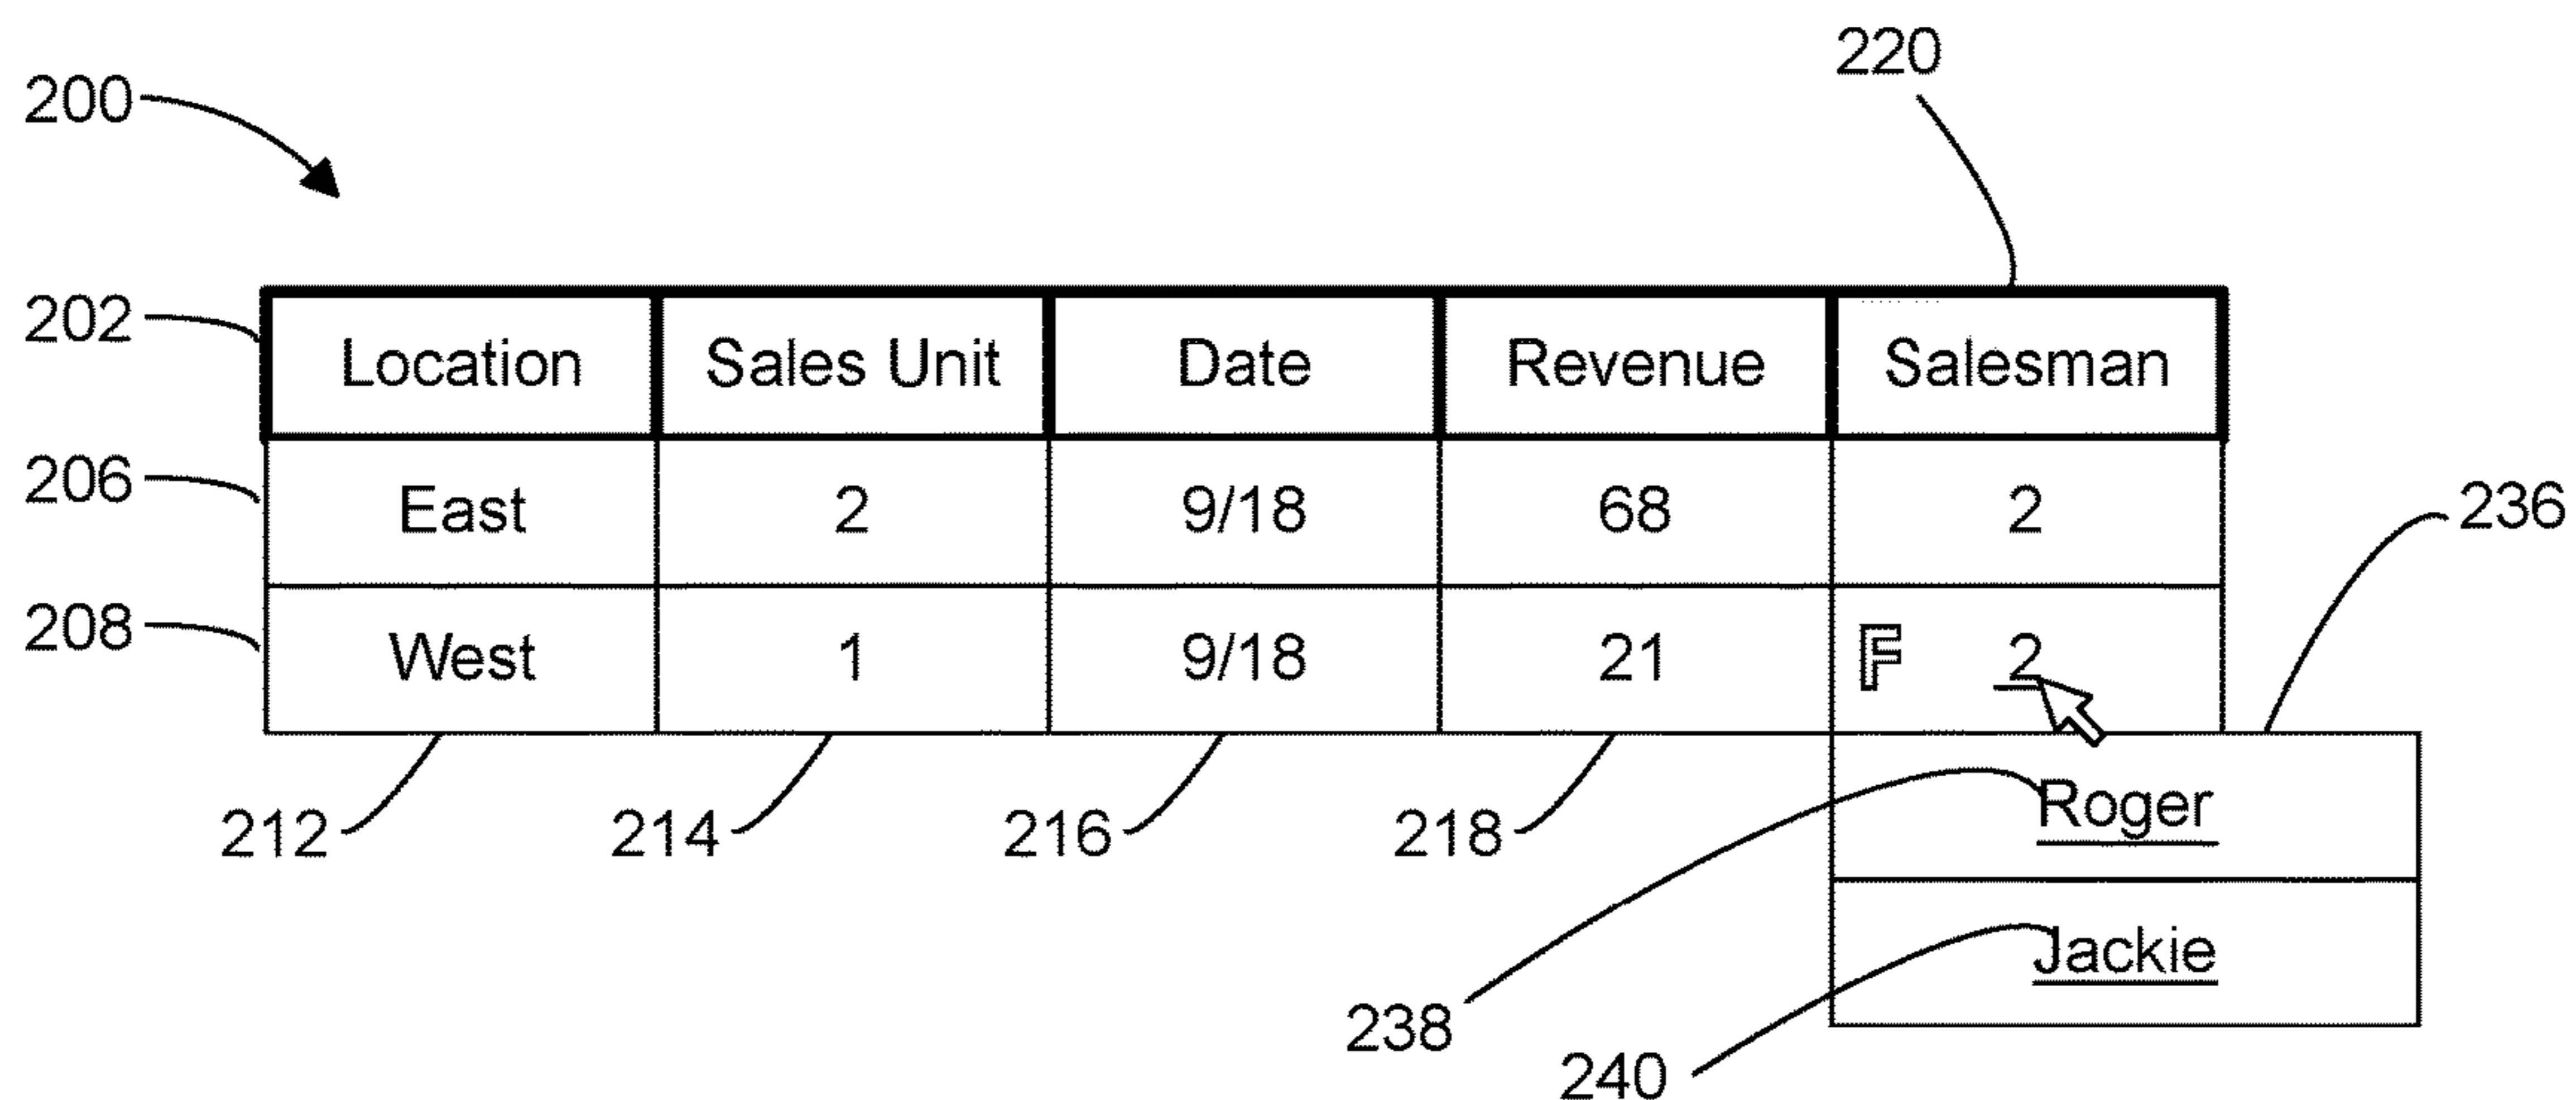 220
200
202 Location Sales Unit Date Revenue Salesman
206 East 2 9/18 68 2 236
208 West 1 9/18 21 F 2
212 214 216 218 Roger
238 Jackie
240